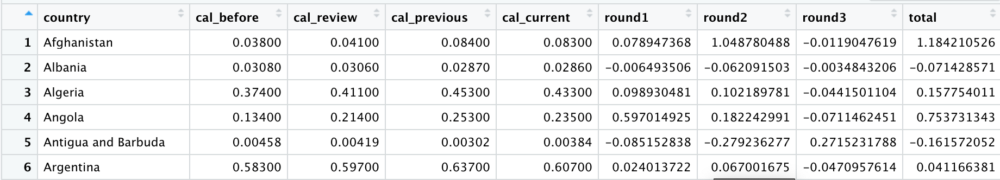 country cal_before cal_review cal_previous cal_current round1 round2 round3 total
1 Afghanistan 0.03800 0.04100 0.08400 0.08300 0.078947368 1.048780488 −0.0119047619 1.184210526
2 Albania 0.03080 0.03060 0.02870 0.02860 −0.006493506 −0.062091503 −0.0034843206 −0.071428571
3 Algeria 0.37400 0.41100 0.45300 0.43300 0.098930481 0.102189781 −0.0441501104 0.157754011
4 Angola 0.13400 0.21400 0.25300 0.23500 0.597014925 0.182242991 −0.0711462451 0.753731343
5 Antigua and Barbuda 0.00458 0.00419 0.00302 0.00384 −0.085152838 −0.279236277 0.2715231788 −0.161572052
6 Argentina 0.58300 0.59700 0.63700 0.60700 0.024013722 0.067001675 −0.0470957614 0.041166381